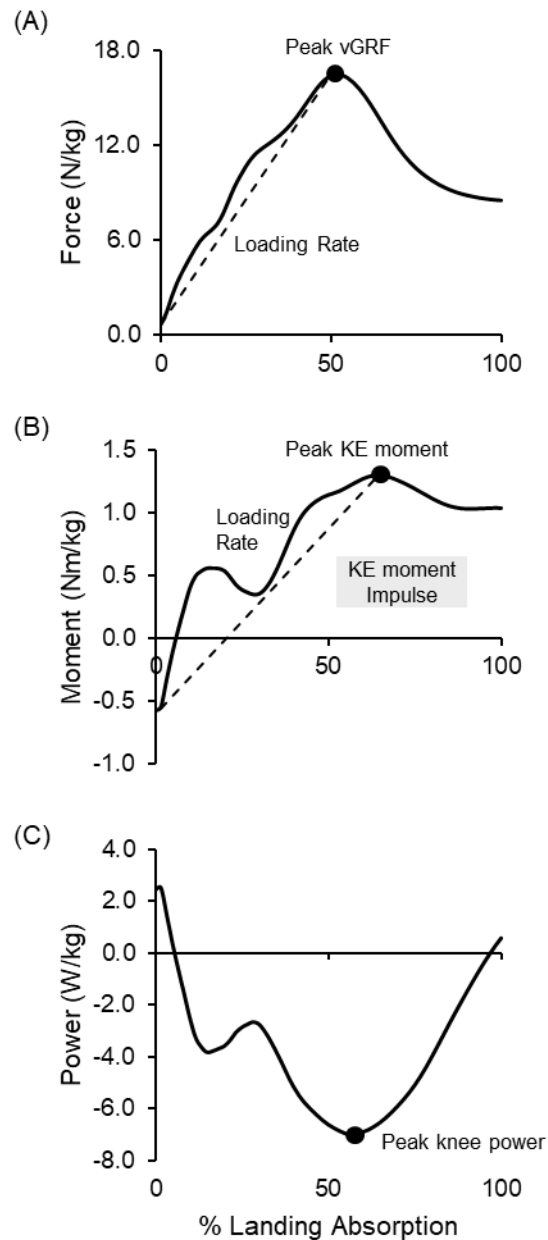 (A)
Peak vGRF
18.0
12.0
6.0
0.0
Force (N/kg)
Loading Rate
0
50
100
(B)
Peak KE moment
1.5
1.0
0.5
0.0
-0.5
-1.0
Moment (Nm/kg)
Loading
Rate
KE moment
Impulse
0
50
100
(C)
4.0
2.0
0.0
-2.0
-4.0
-6.0
-8.0
Power (W/kg)
Peak knee power
0
50
100
% Landing Absorption